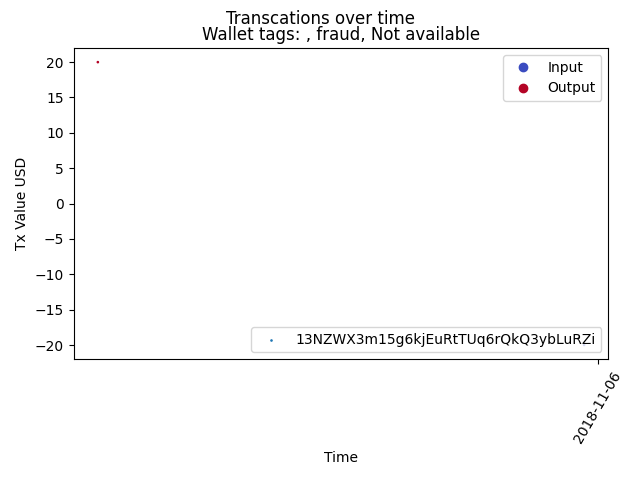 Transcations over time
Wallet tags: , fraud, Not available
Tx Value USD
20
15
10
5
0
−5
−10
−15
−20
Input
Output
13NZWX3m15g6kjEuRtTUq6rQkQ3ybLuRZi
2018-11-06
Time